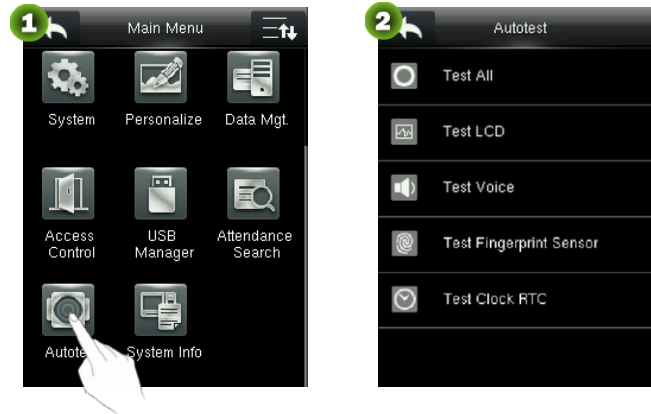 1
Main Menu
System
Personalize
Data Mgt.
Access
Control
USB
Manager
Attendance
Search
Autote
System Info
2
Autotest
Test All
Test LCD
Test Voice
Test Fingerprint Sensor
Test Clock RTC